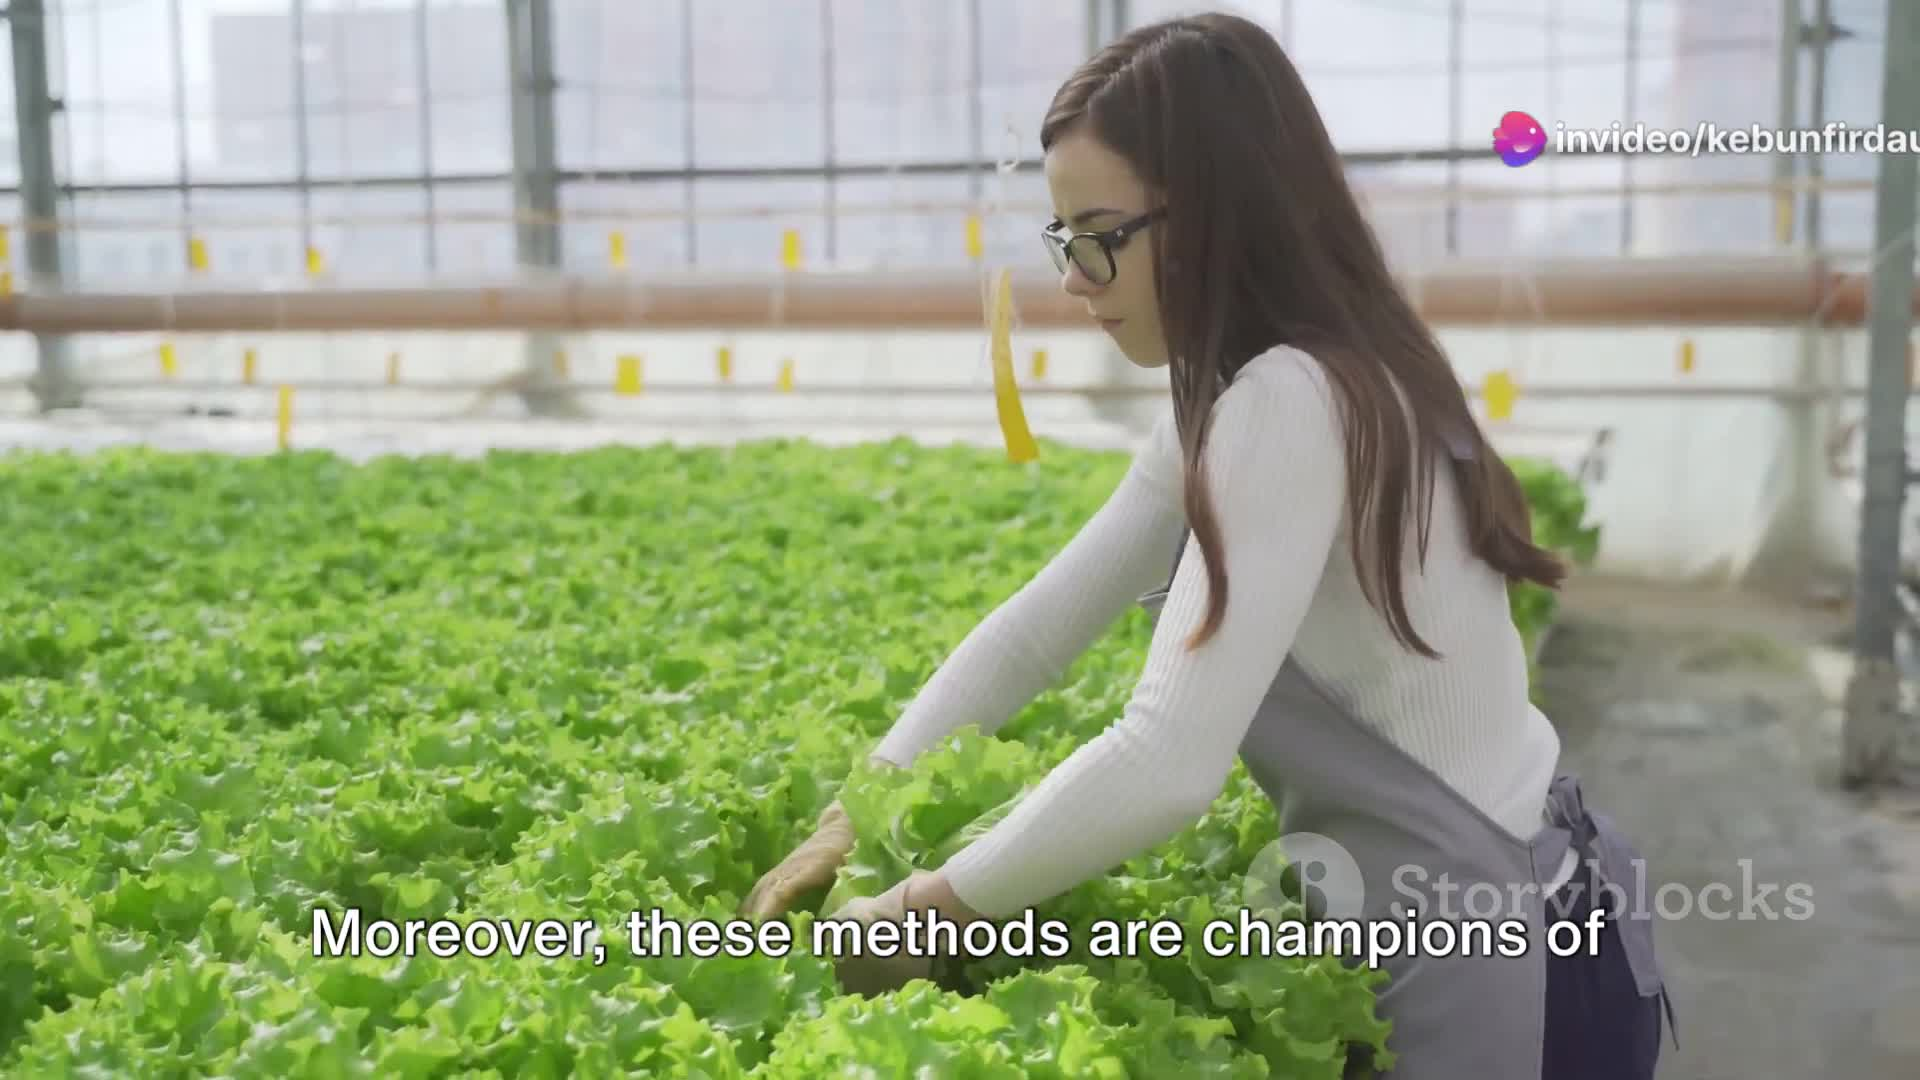 invideo/kebunfirdau
Storyblocks
Moreover, these methods are champions of